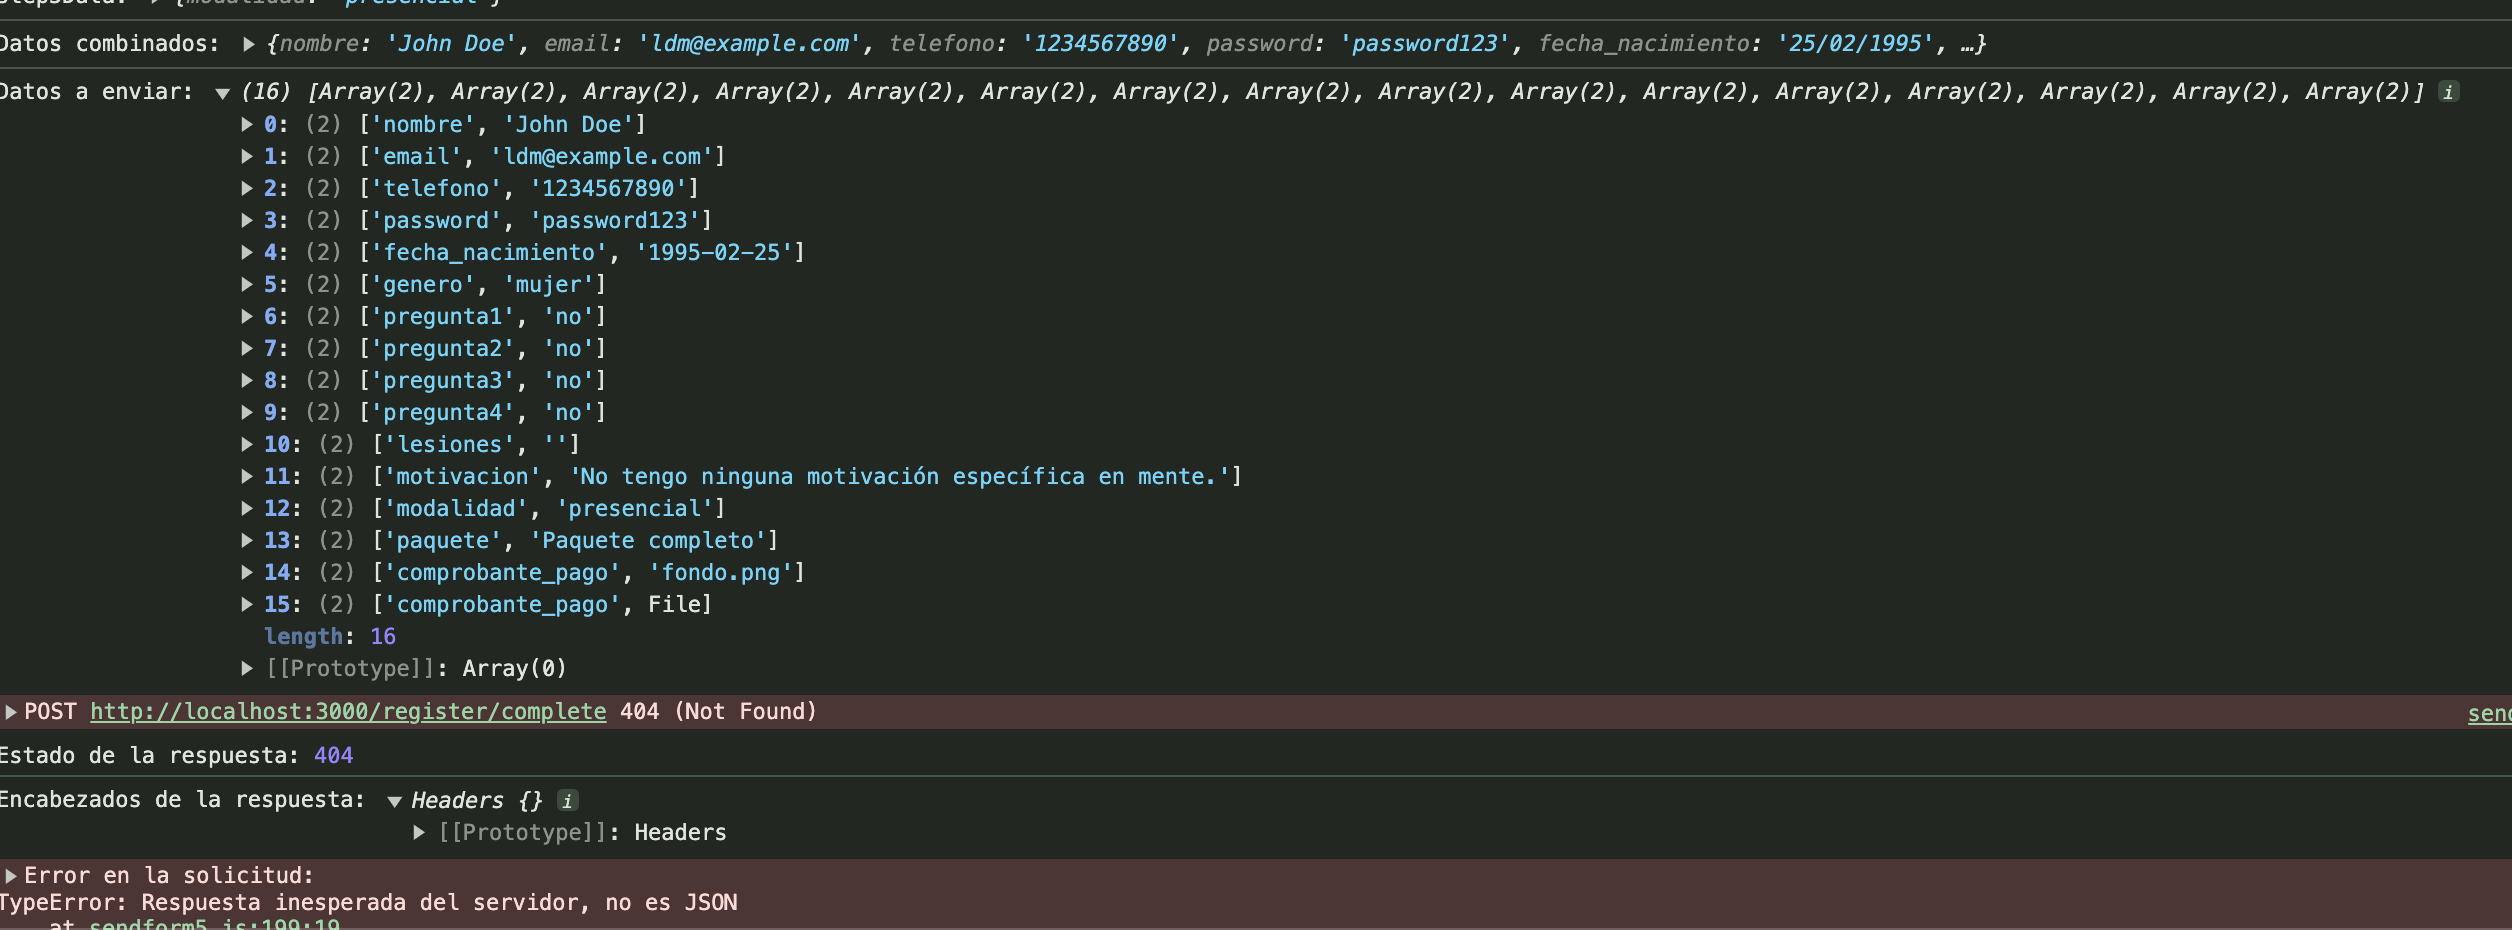 stepsData: ▶ {modalidad: 'presencial'}
Datos combinados: ▶ {nombre: 'John Doe', email: 'ldm@example.com', telefono: '1234567890', password: 'password123', fecha_nacimiento: '25/02/1995', …}
Datos a enviar: ▼ (16) [Array(2), Array(2), Array(2), Array(2), Array(2), Array(2), Array(2), Array(2), Array(2), Array(2), Array(2), Array(2), Array(2), Array(2), Array(2), Array(2)] i
▶ 0: (2) ['nombre', 'John Doe']
▶ 1: (2) ['email', 'ldm@example.com']
▶ 2: (2) ['telefono', '1234567890']
▶ 3: (2) ['password', 'password123']
▶ 4: (2) ['fecha_nacimiento', '1995-02-25']
▶ 5: (2) ['genero', 'mujer']
▶ 6: (2) ['pregunta1', 'no']
▶ 7: (2) ['pregunta2', 'no']
▶ 8: (2) ['pregunta3', 'no']
▶ 9: (2) ['pregunta4', 'no']
▶ 10: (2) ['lesiones', '']
▶ 11: (2) ['motivacion', 'No tengo ninguna motivación específica en mente.']
▶ 12: (2) ['modalidad', 'presencial']
▶ 13: (2) ['paquete', 'Paquete completo']
▶ 14: (2) ['comprobante_pago', 'fondo.png']
▶ 15: (2) ['comprobante_pago', File]
length: 16
▶ [[Prototype]]: Array(0)
▶ POST http://localhost:3000/register/complete 404 (Not Found) send
Estado de la respuesta: 404
Encabezados de la respuesta: ▼ Headers {} i
▶ [[Prototype]]: Headers
▶ Error en la solicitud:
TypeError: Respuesta inesperada del servidor, no es JSON
at sendform5.js:199:19